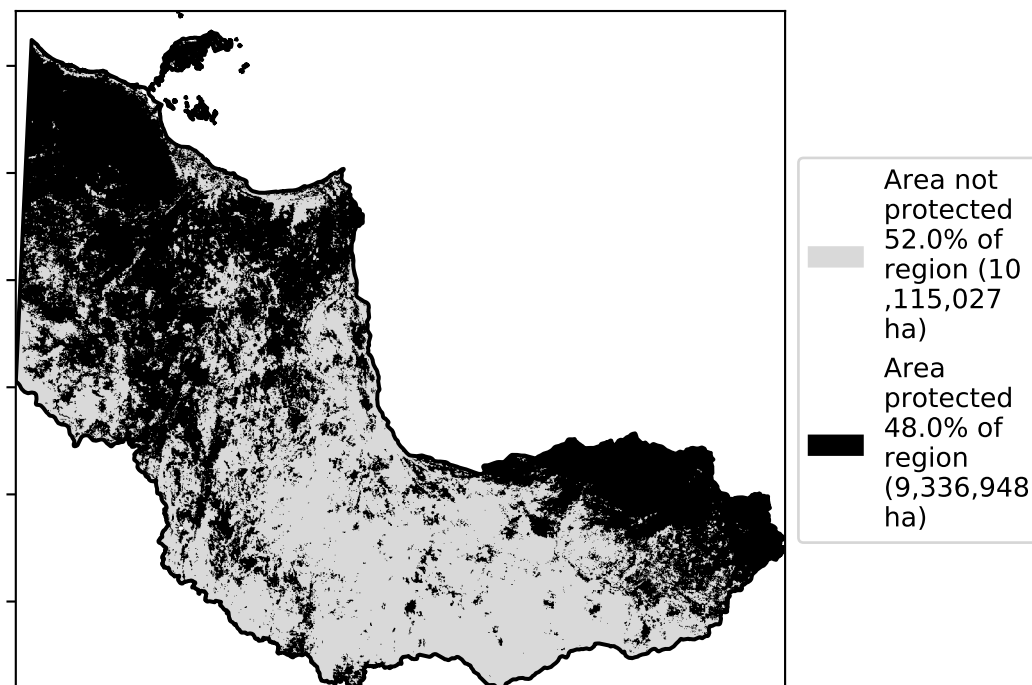 Area not
protected
52.0% of
region (10
,115,027
ha)
Area
protected
48.0% of
region
(9,336,948
ha)